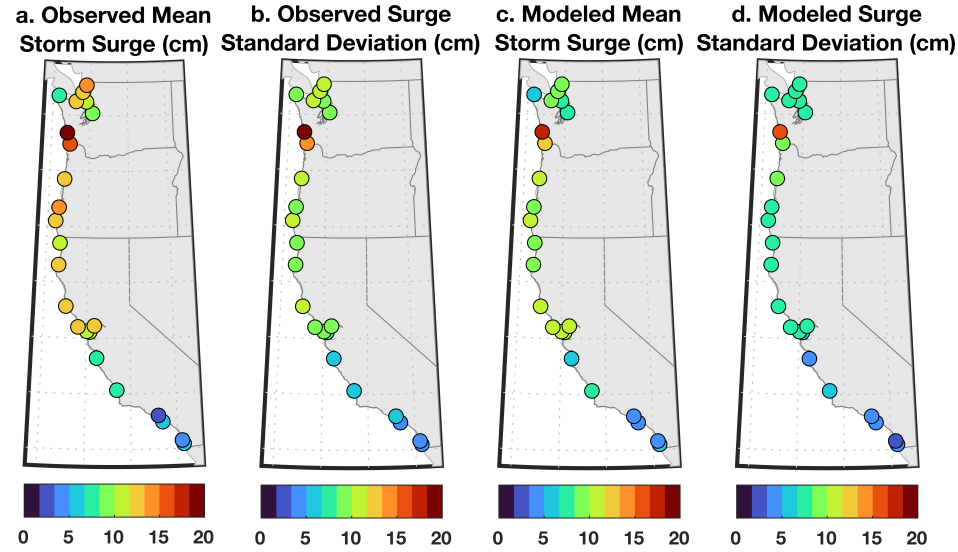 a. Observed Mean
Storm Surge (cm)
b. Observed Surge
Standard Deviation (cm)
c. Modeled Mean
Storm Surge (cm)
d. Modeled Surge
Standard Deviation (cm)
0 5 10 15 20
0 5 10 15 20
0 5 10 15 20
0 5 10 15 20